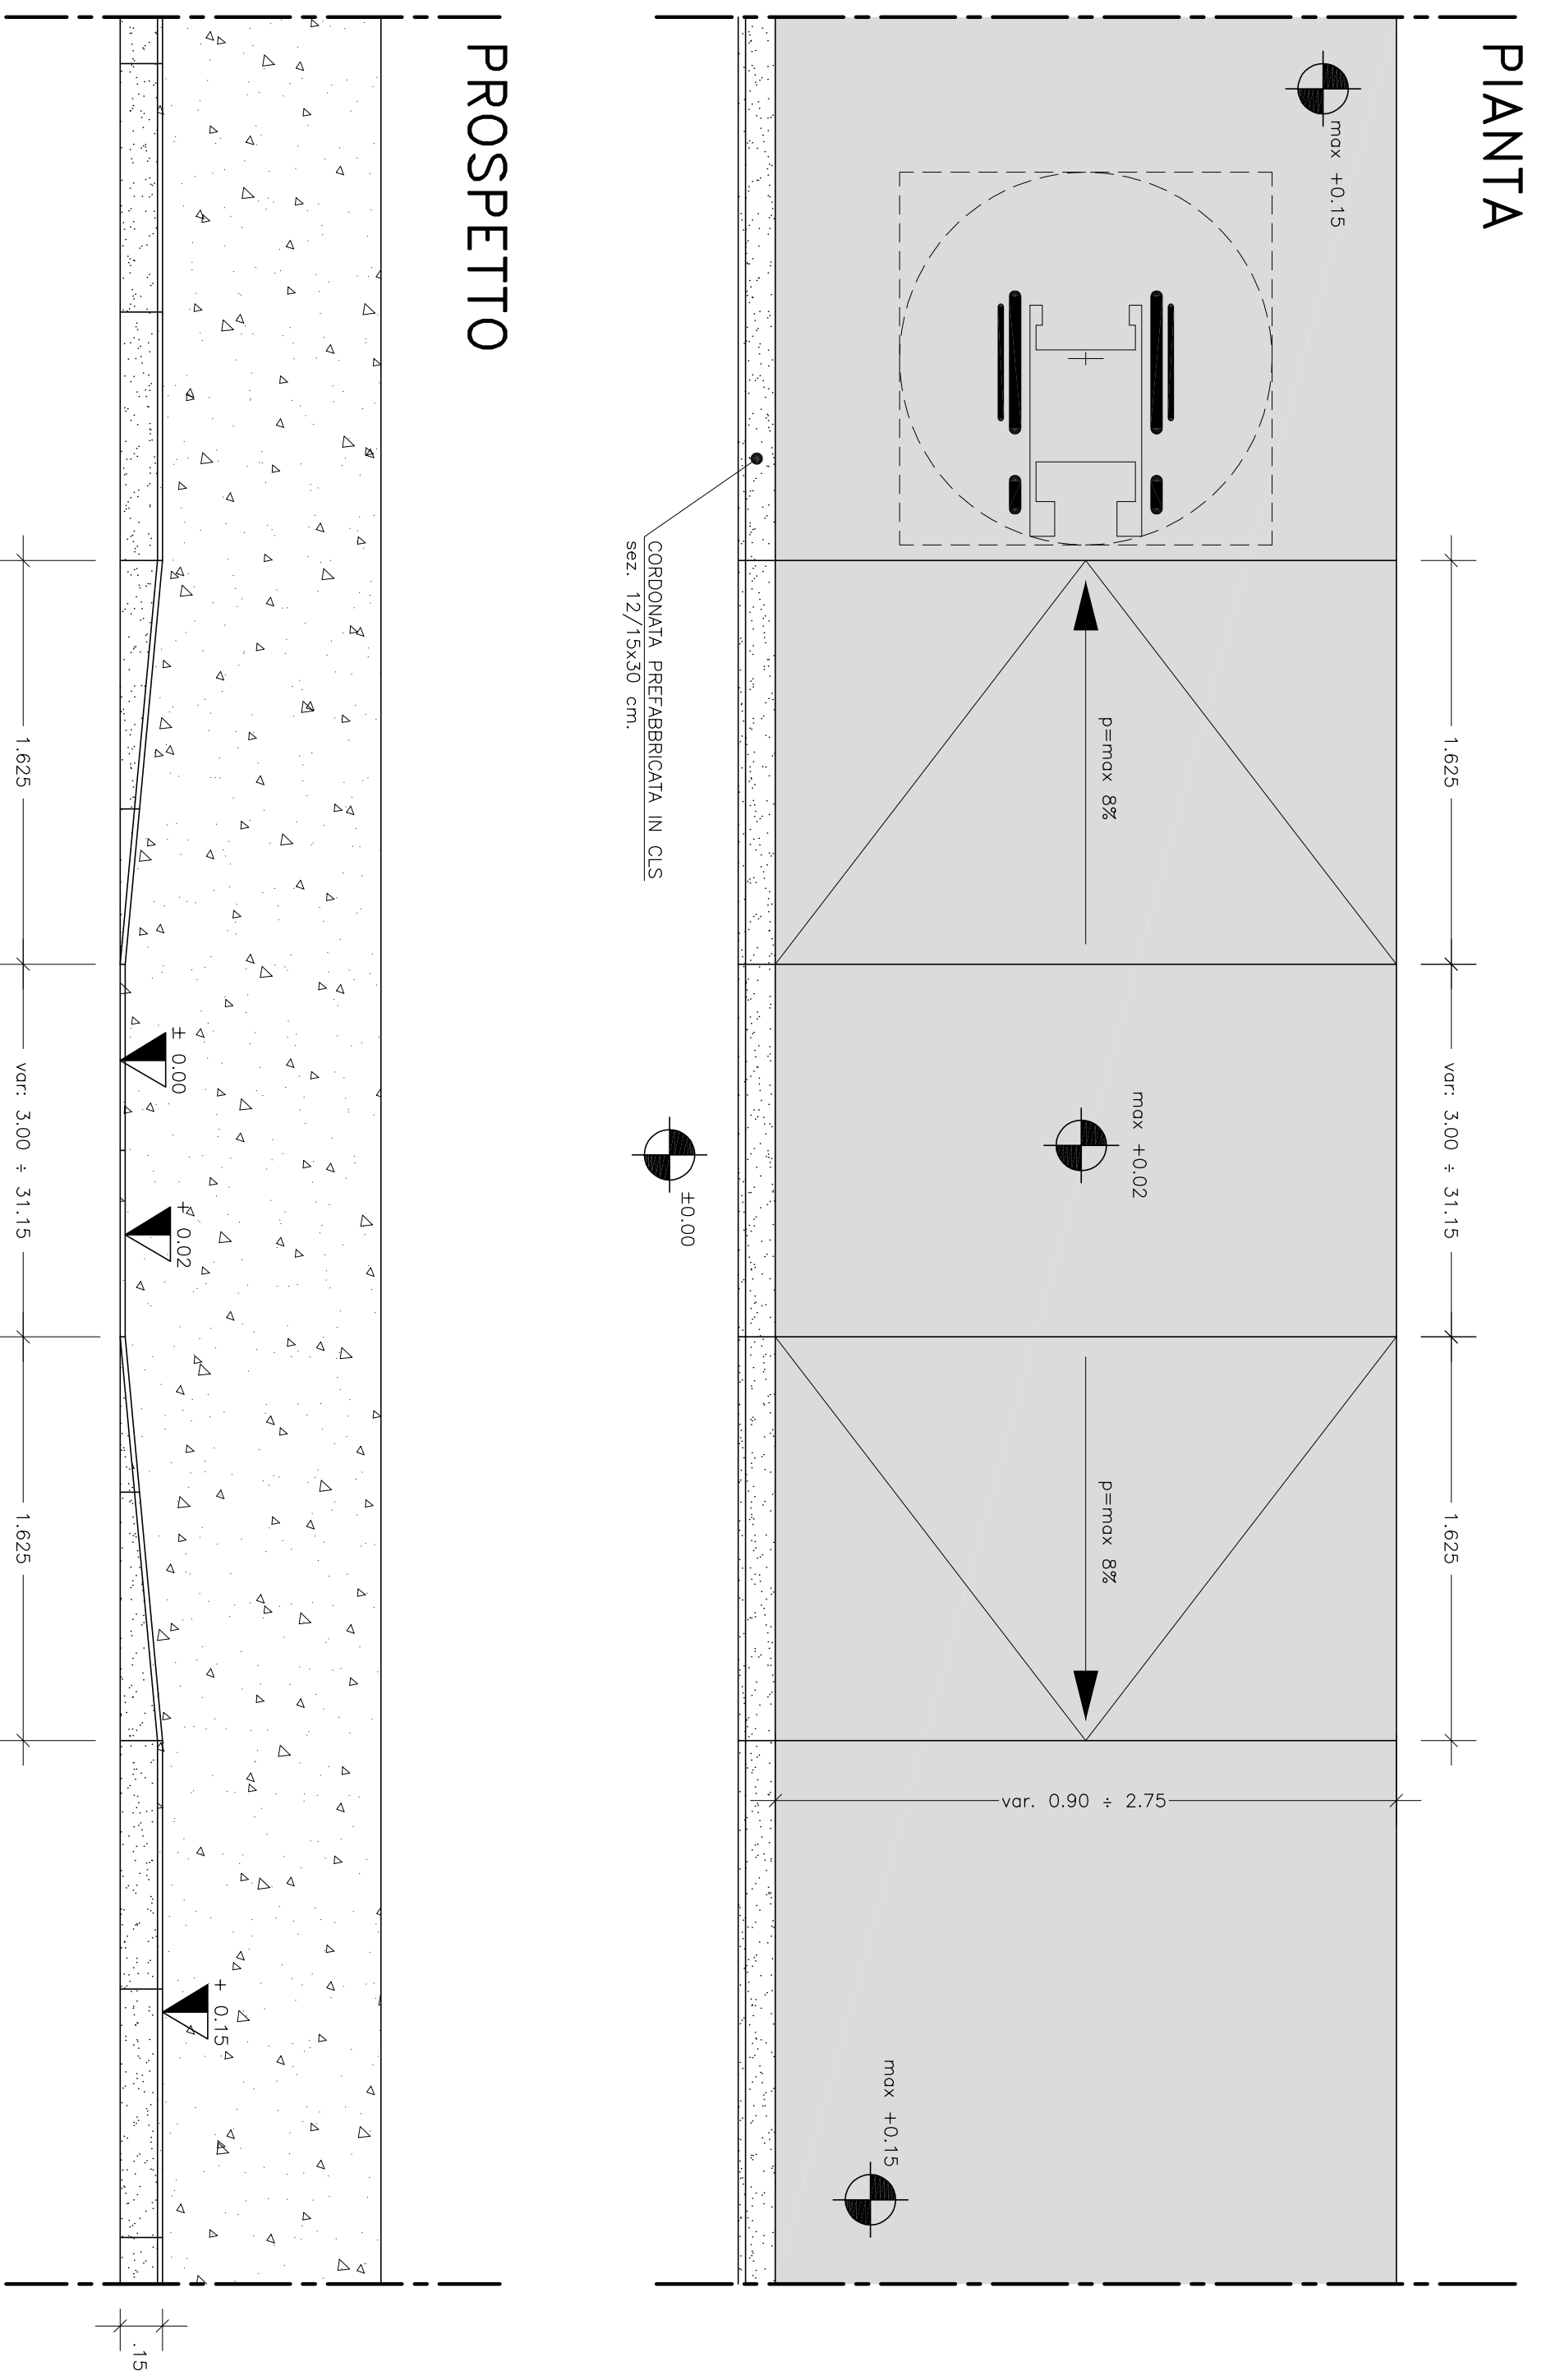 PIANTA
max +0.15
1.625
var: 3.00 ÷ 31.15
1.625
p=max 8%
max +0.02
p=max 8%
var. 0.90 ÷ 2.75
max +0.15
±0.00
CORDONATA PREFABBRICATA IN CLS
sez. 12/15x30 cm.
PROSPETTO
± 0.00
+ 0.02
+ 0.15
1.625
var: 3.00 ÷ 31.15
1.625
.15